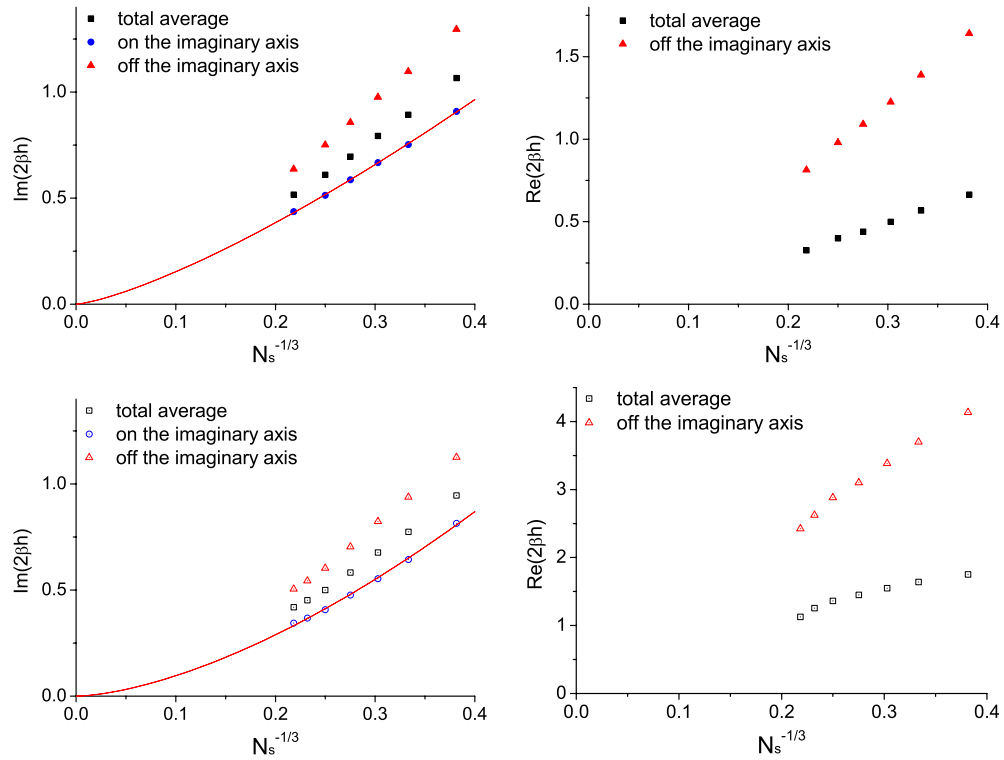 total average
on the imaginary axis
off the imaginary axis
Im(2βh)
1.0
0.5
0.0
0.0 0.1 0.2 0.3 0.4
Ns-1/3
total average
off the imaginary axis
Re(2βh)
1.5
1.0
0.5
0.0
0.0 0.1 0.2 0.3 0.4
Ns-1/3
total average
on the imaginary axis
off the imaginary axis
Im(2βh)
1.0
0.5
0.0
0.0 0.1 0.2 0.3 0.4
Ns-1/3
total average
off the imaginary axis
Re(2βh)
4
3
2
1
0
0.0 0.1 0.2 0.3 0.4
Ns-1/3